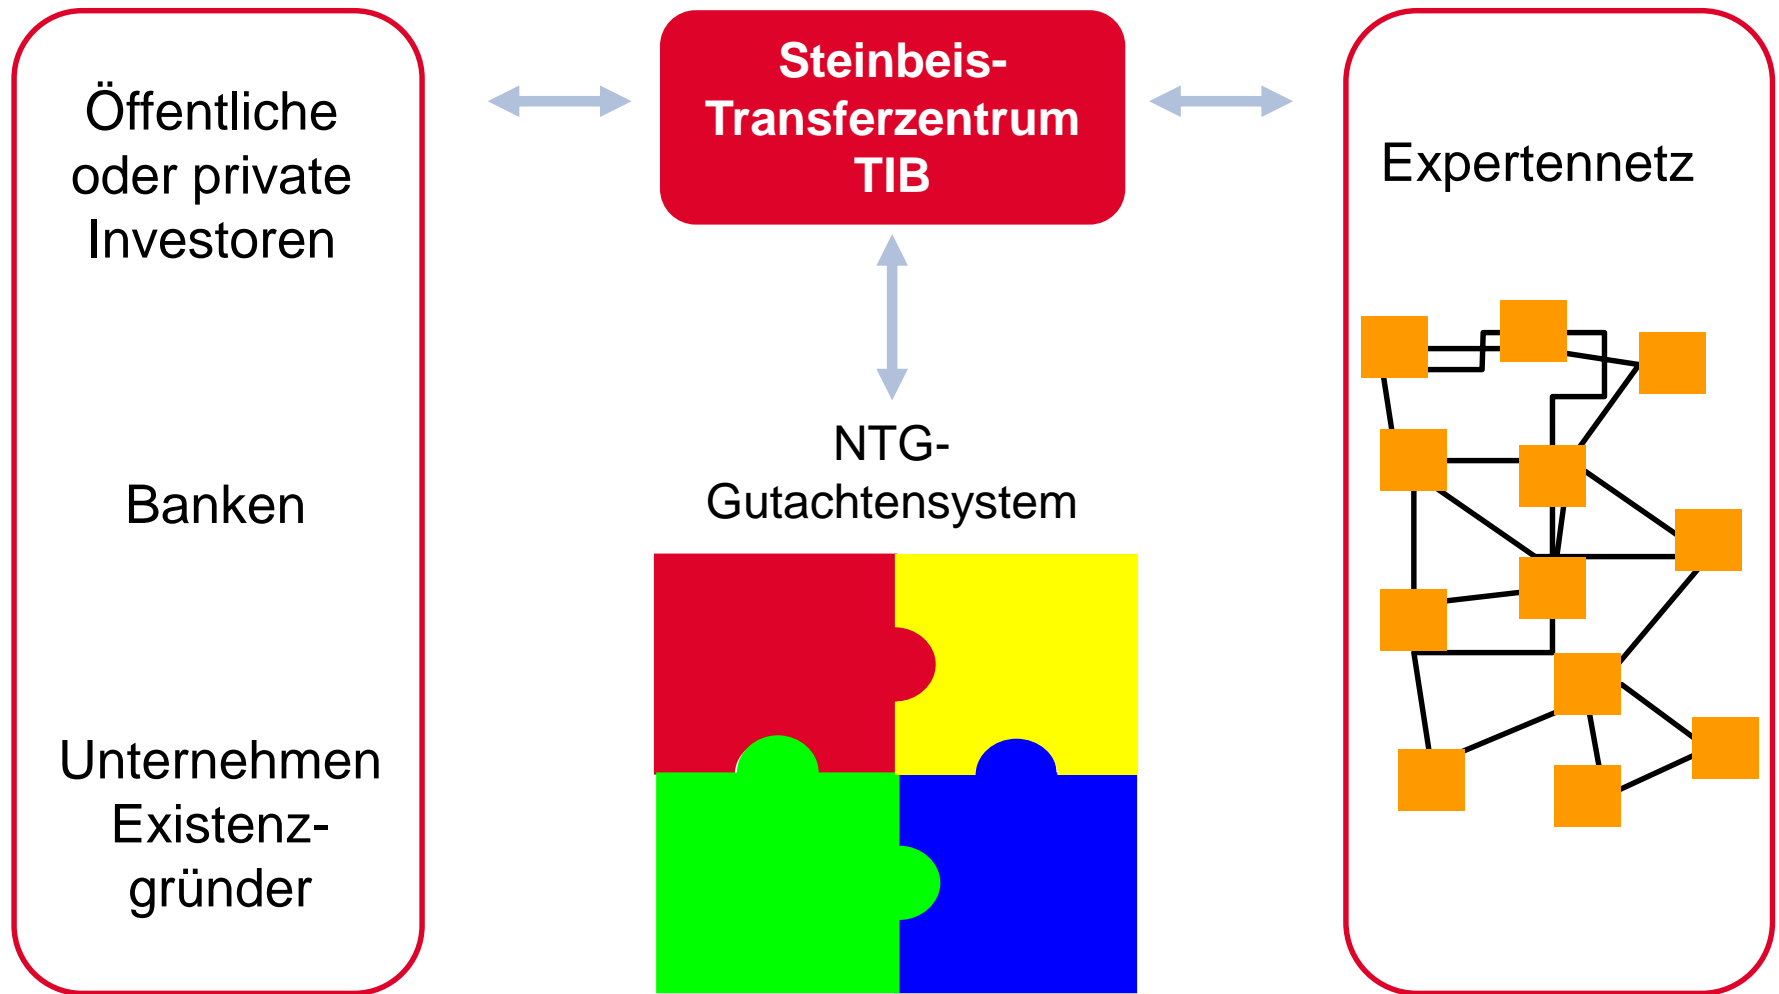 Öffentliche
oder private
Investoren
Banken
Unternehmen
Existenz-
gründer
Steinbeis-
Transferzentrum
TIB
NTG-
Gutachtensystem
Expertennetz